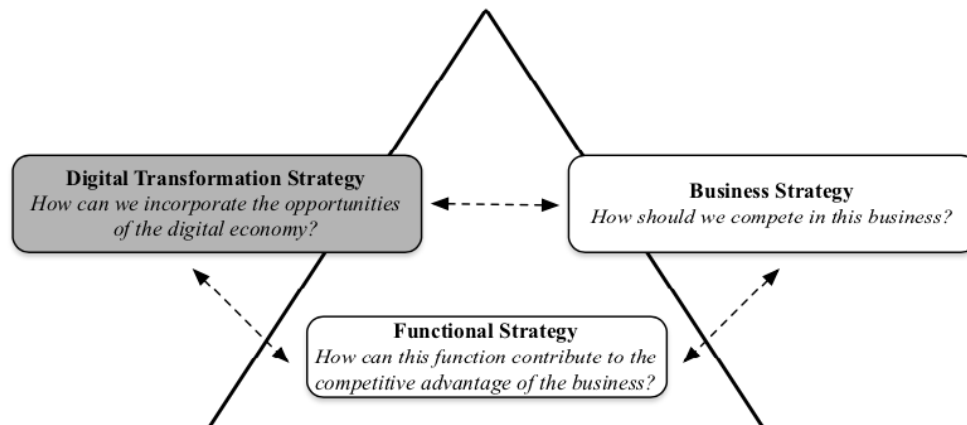 Digital Transformation Strategy
How can we incorporate the opportunities
of the digital economy?
Business Strategy
How should we compete in this business?
Functional Strategy
How can this function contribute to the
competitive advantage of the business?